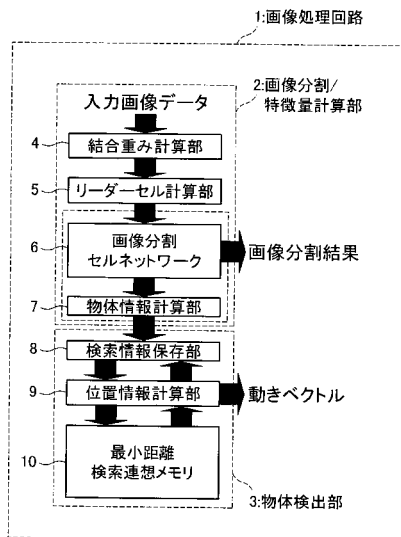 1:画像処理回路
2:画像分割/
特徴量計算部
入力画像データ
4
結合重み計算部
5
リーダーセル計算部
6
画像分割
セルネットワーク
画像分割結果
7
物体情報計算部
8
検索情報保存部
9
位置情報計算部
動きベクトル
10
最小距離
検索連想メモリ
3:物体検出部